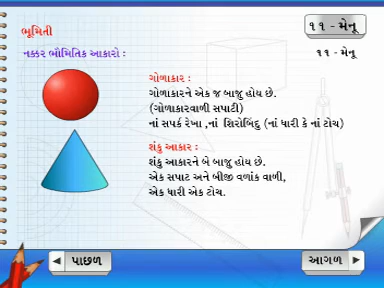 ભૂમિતી
૧૧ - મેનૂ
નક્કર ભૌમિતિક આકારો :
૧૧ - મેનૂ
ગોળાકાર :
ગોળાકારને એક જ બાજુ હોય છે.
(ગોળાકારવાળી સપાટી)
નાં સપર્ક રેખા ,નાં શિરોબિંદુ (નાં ધારી કે નાં ટોચ)
શંકુ આકાર :
શંકુ આકારને બે બાજુ હોય છે.
એક સપાટ અને બીજી વળાંક વાળી,
એક ધારી એક ટોચ.
પાછળ
આગળ